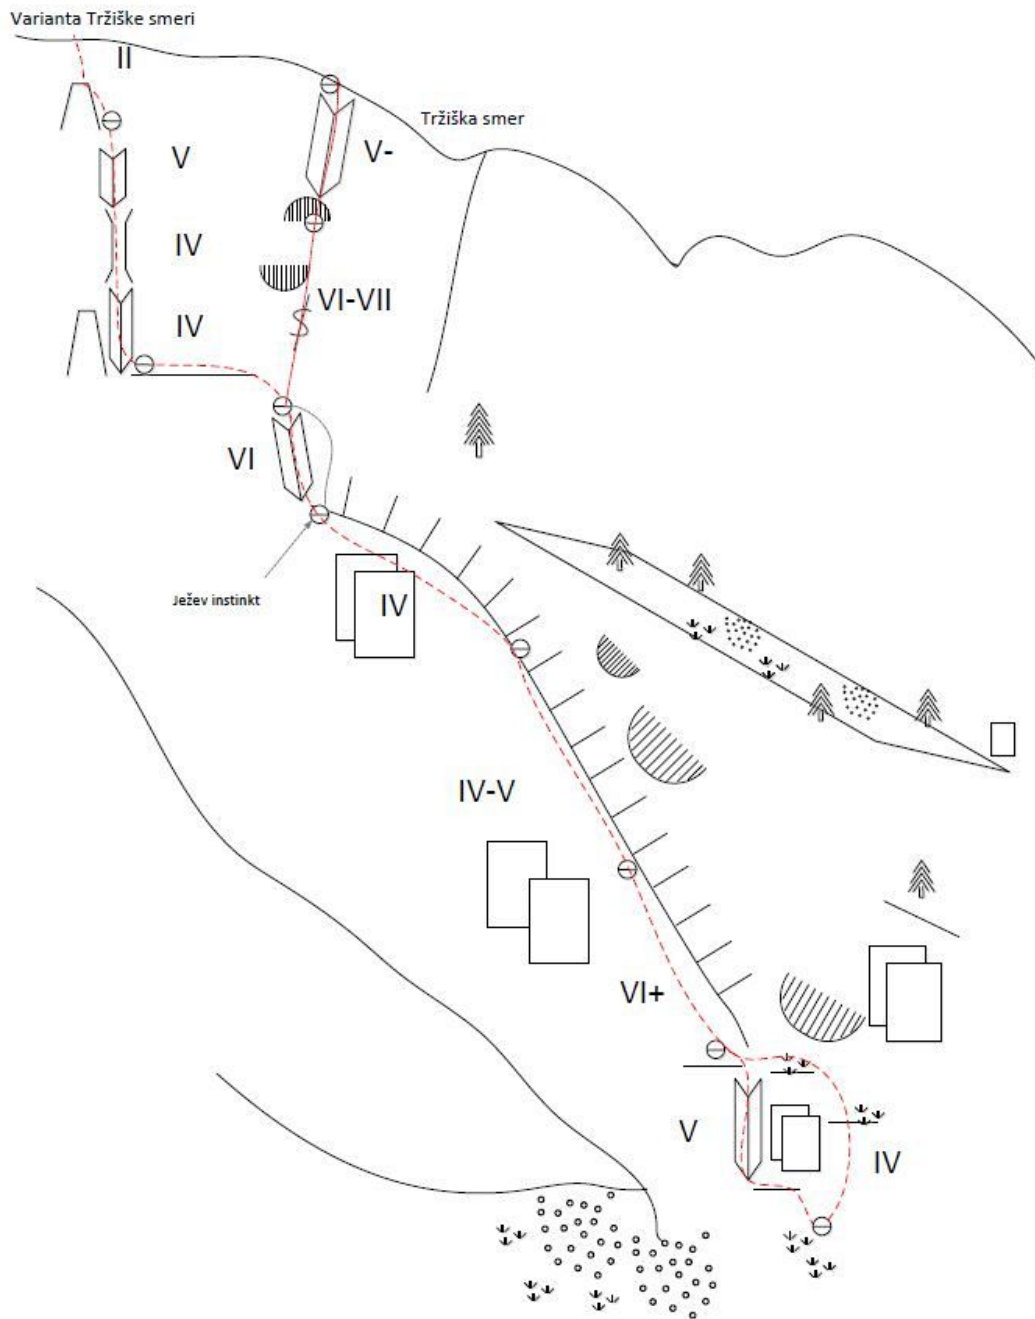 Varianta Tržiške smeri
II
Tržiška smer
V
V-
IV
VI-VII
IV
VI
Ježev instinkt
IV
IV-V
VI+
V
IV